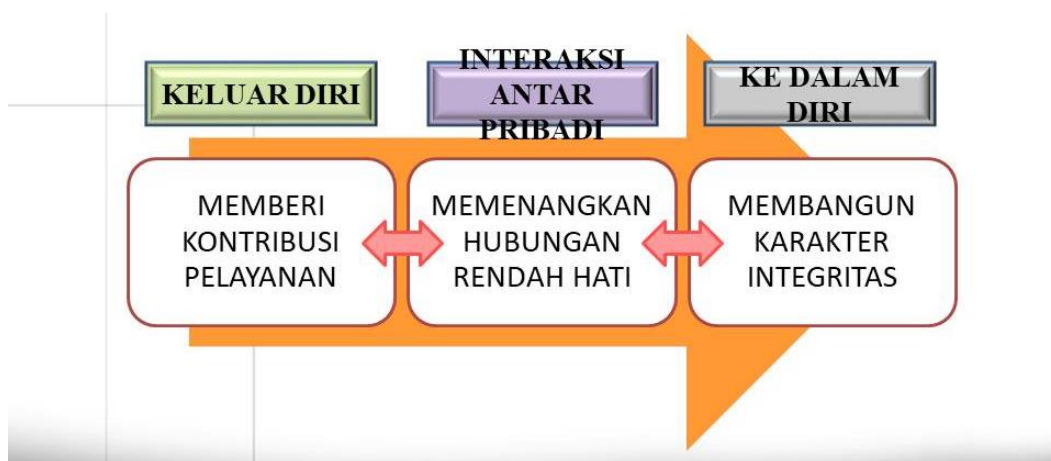 KELUAR DIRI
INTERAKSI
ANTAR
PRIBADI
KE DALAM
DIRI
MEMBERI
KONTRIBUSI
PELAYANAN
MEMENANGKAN
HUBUNGAN
RENDAH HATI
MEMBANGUN
KARAKTER
INTEGRITAS